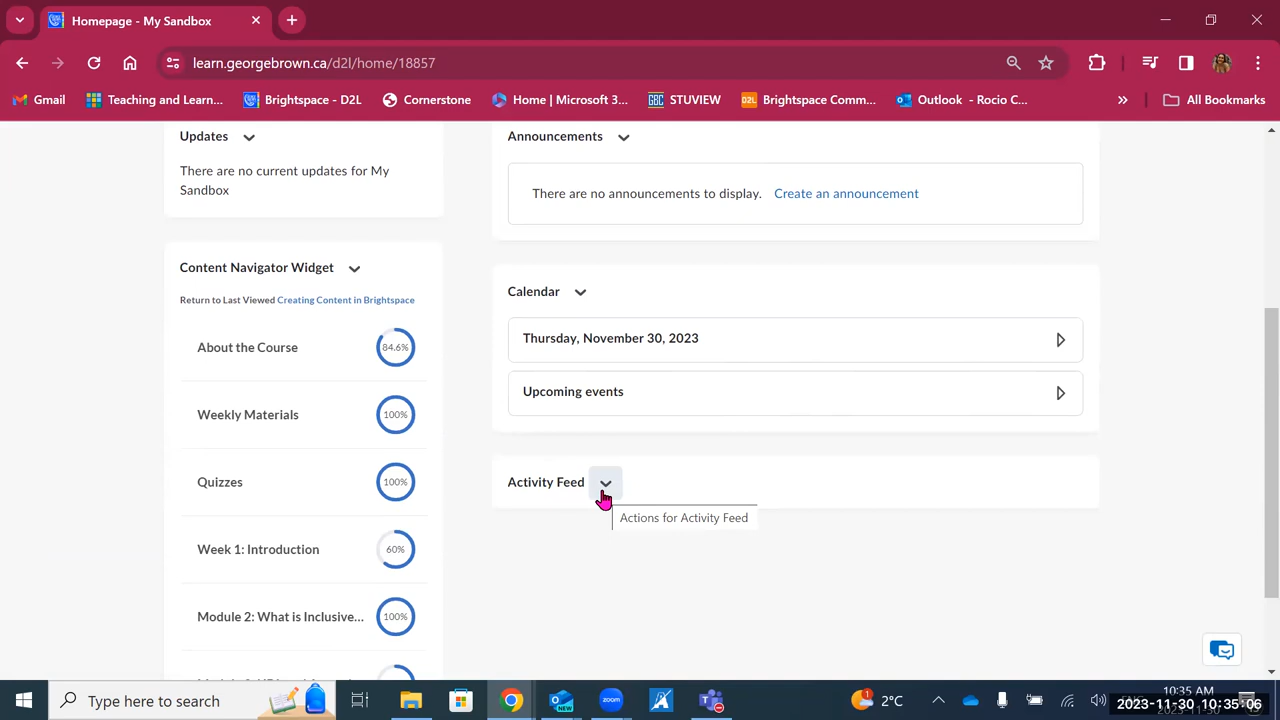 Homepage - My Sandbox
learn.georgebrown.ca/d2l/home/18857
Gmail
Teaching and Learn...
Brightspace - D2L
Cornerstone
Home | Microsoft 3...
GBC
STUVIEW
D2L
Brightspace Comm...
Outlook - Rocio C...
All Bookmarks
Updates
There are no current updates for My
Sandbox
Announcements
There are no announcements to display. Create an announcement
Content Navigator Widget
Return to Last Viewed Creating Content in Brightspace
About the Course 84.6%
Weekly Materials 100%
Quizzes 100%
Week 1: Introduction 60%
Module 2: What is Inclusive... 100%
Calendar
Thursday, November 30, 2023
Upcoming events
Activity Feed
Actions for Activity Feed
Type here to search
zoom
1
2°C
10:35 AM
2023-11-30 10:35:06